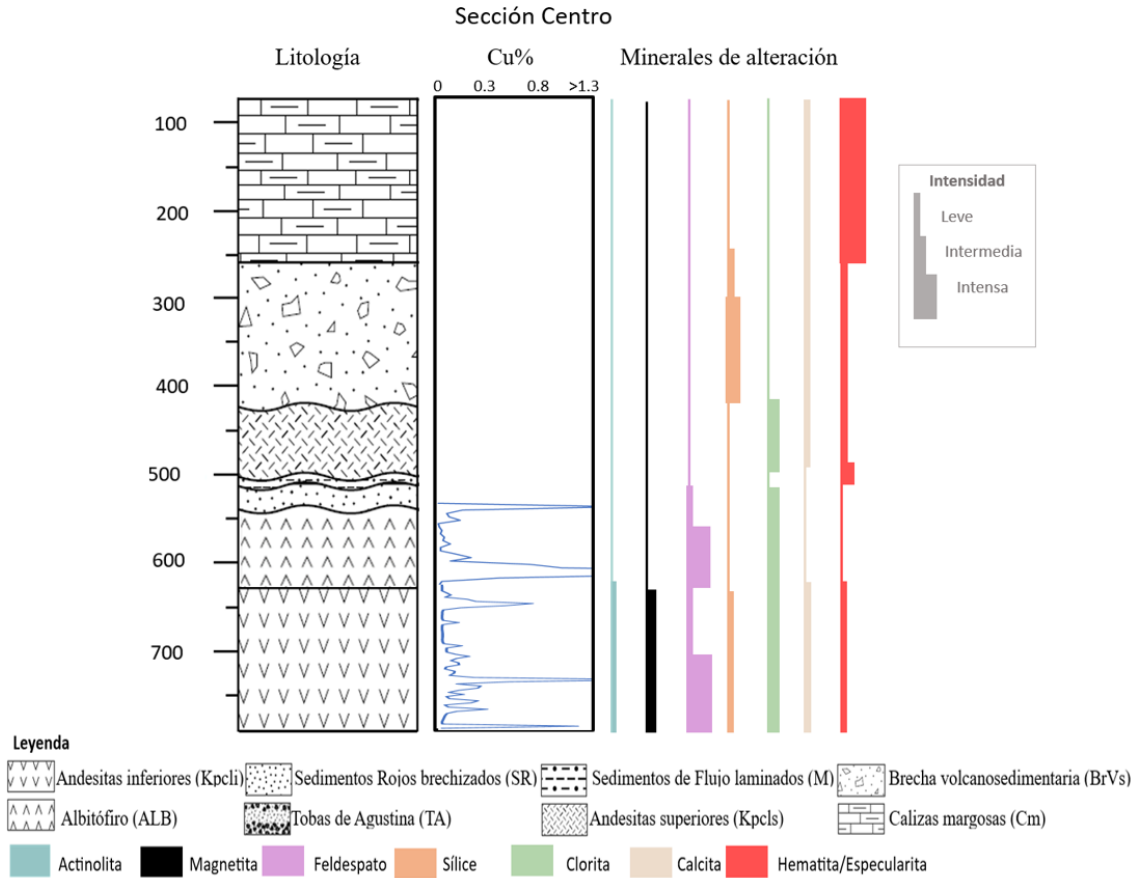 Sección Centro
Litología
Cu%
Minerales de alteración
0 0.3 0.8 >1.3
100
200
300
400
500
600
700
Intensidad
Leve
Intermedia
Intensa
Leyenda
Andesitas inferiores (Kpcli) Sedimentos Rojos brechizados (SR) Sedimentos de Flujo laminados (M) Brecha volcanosedimentaria (BrVs)
Albitófiro (ALB) Tobas de Agustina (TA) Andesitas superiores (Kpcls) Calizas margosas (Cm)
Actinolita Magnetita Feldespato Sílice Clorita Calcita Hematita/Especularita